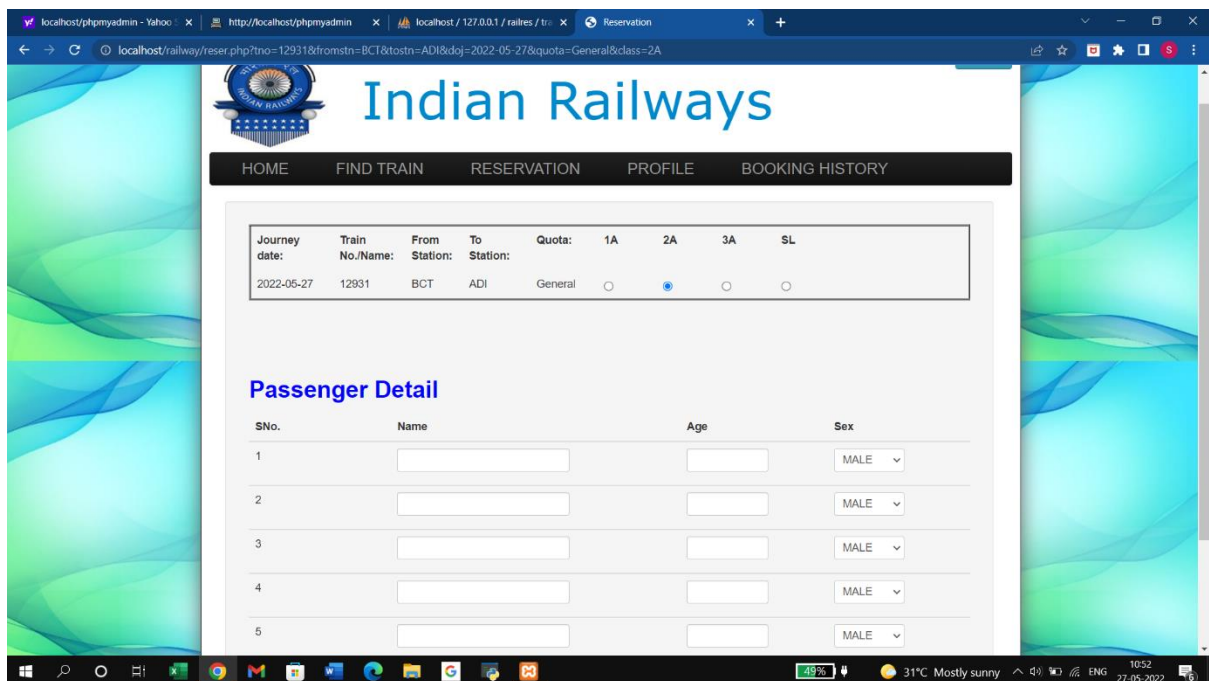 localhost/phpmyadmin - Yahoo
http://localhost/phpmyadmin
localhost / 127.0.0.1 / railres / tra
Reservation
localhost/railway/reser.php?tno=12931&fromstn=BCT&tostn=ADI&doj=2022-05-27&quota=General&class=2A
S
INDIAN RAILWAYS
Indian Railways
HOME FIND TRAIN RESERVATION PROFILE BOOKING HISTORY
Journey date: Train No./Name: From Station: To Station: Quota: 1A 2A 3A SL
2022-05-27 12931 BCT ADI General
Passenger Detail
SNo. Name Age Sex
1 MALE
2 MALE
3 MALE
4 MALE
5 MALE
49% 31°C Mostly sunny ENG 10:52
27-05-2022